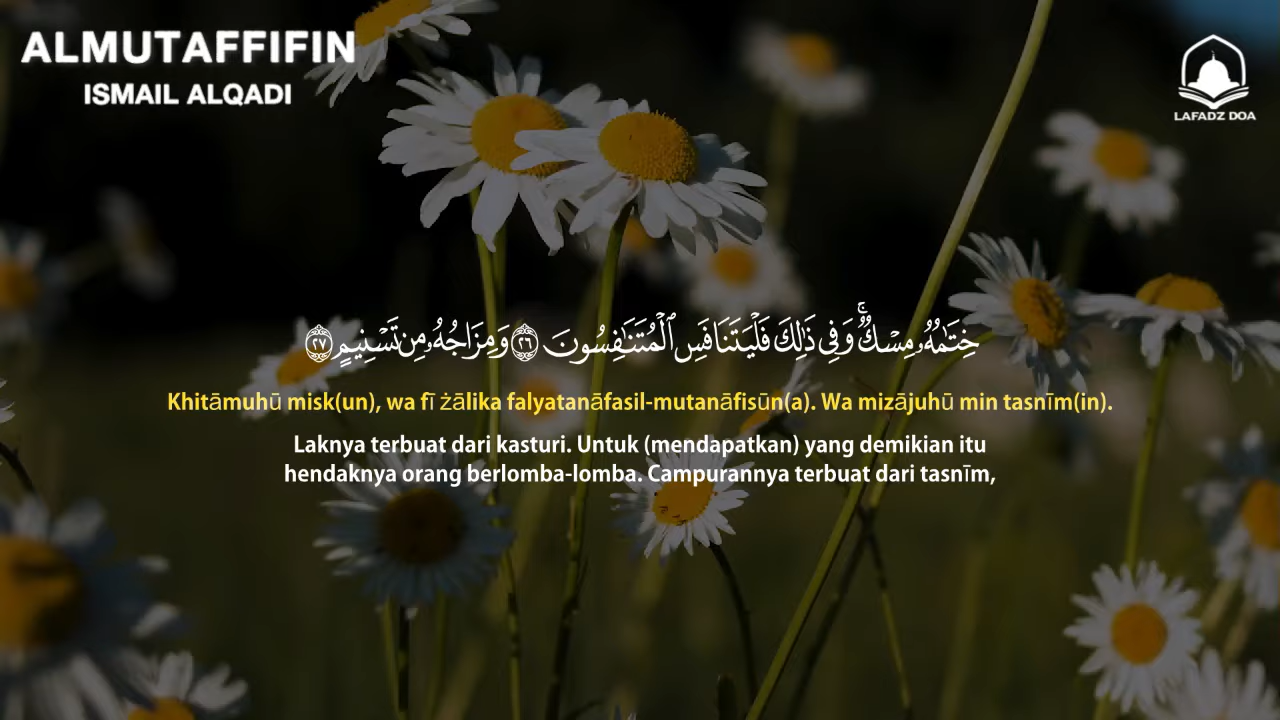 ALMUTAFFIFIN
ISMAIL ALQADI
LAFADZ DOA
خِتَٰمُهُۥ مِسْكٌۚ وَفِى ذَٰلِكَ فَلْيَتَنَافَسِ ٱلْمُتَنَٰفِسُونَ ٢٦ وَمِزَاجُهُۥ مِن تَسْنِيمٍ ٢٧
Khitāmuhū misk(un), wa fī żālika falyatanāfasil-mutanāfisūn(a). Wa mizājuhū min tasnīm(in).
Laknya terbuat dari kasturi. Untuk (mendapatkan) yang demikian itu
hendaknya orang berlomba-lomba. Campurannya terbuat dari tasnīm,